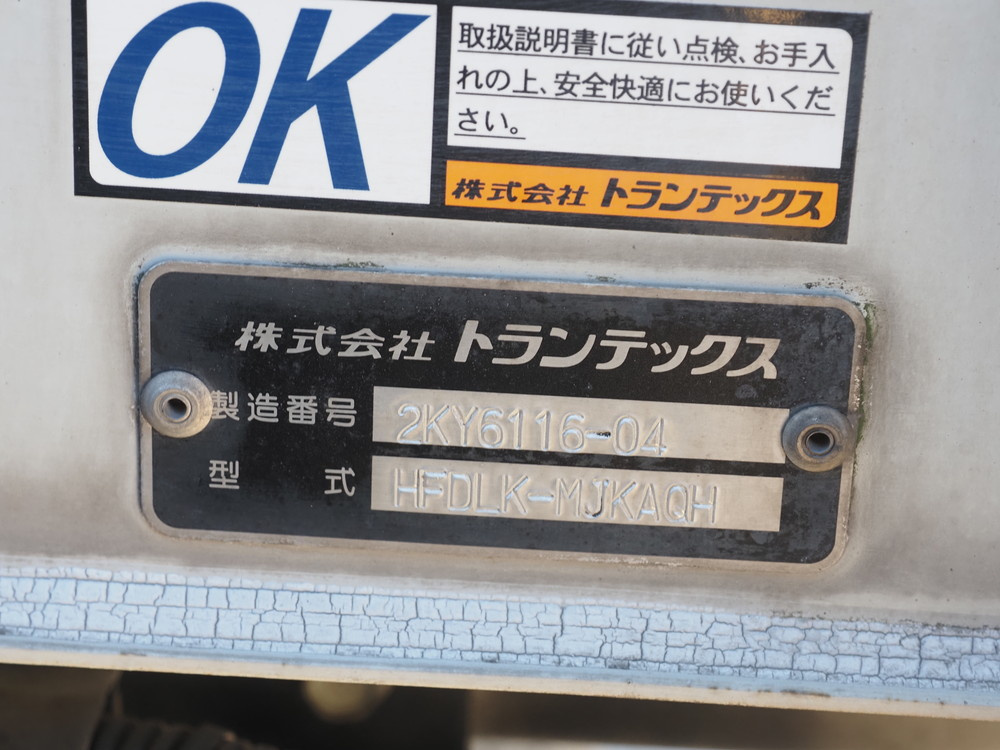 OK
取扱説明書に従い点検、お手入
れの上、安全快適にお使いくだ
さい。
株式会社 トランテックス
株式会社 トランテックス
製造番号 2KY6116-04
型式 HFDLK-MJKAQH